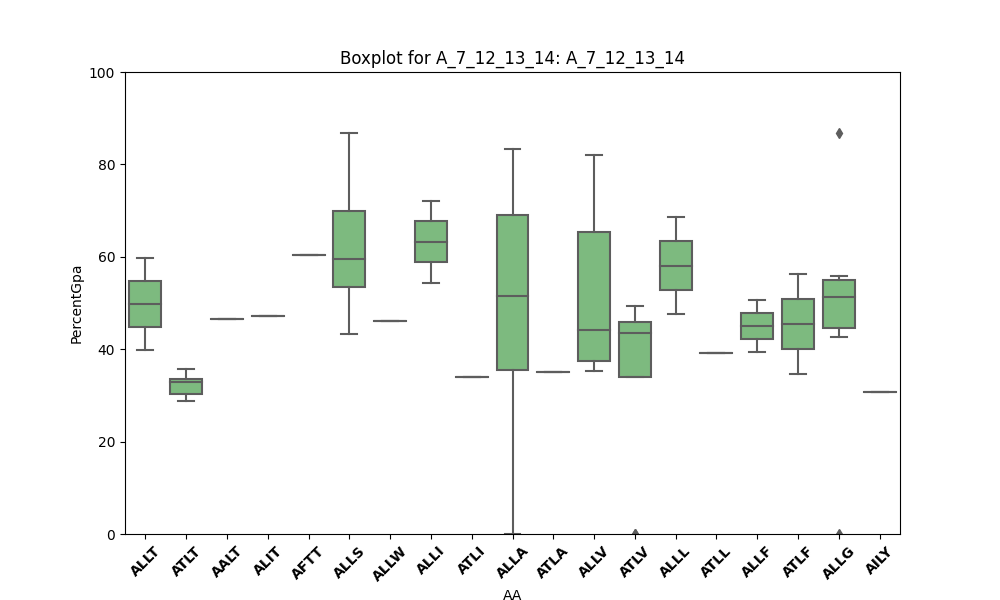 Boxplot for A_7_12_13_14: A_7_12_13_14
100
80
60
40
20
0
PercentGpa
ALLT ATLT AALT ALIT AFTT ALLS ALLW ALLI ATLI ALLA ATLA ALLV ATLV ALLL ATLL ALLF ATLF ALLG AILY
AA